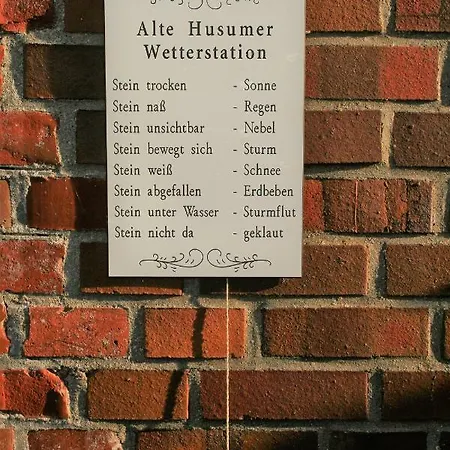 Alte Husumer
Wetterstation
Stein trocken - Sonne
Stein naß - Regen
Stein unsichtbar - Nebel
Stein bewegt sich - Sturm
Stein weiß - Schnee
Stein abgefallen - Erdbeben
Stein unter Wasser - Sturmflut
Stein nicht da - geklaut